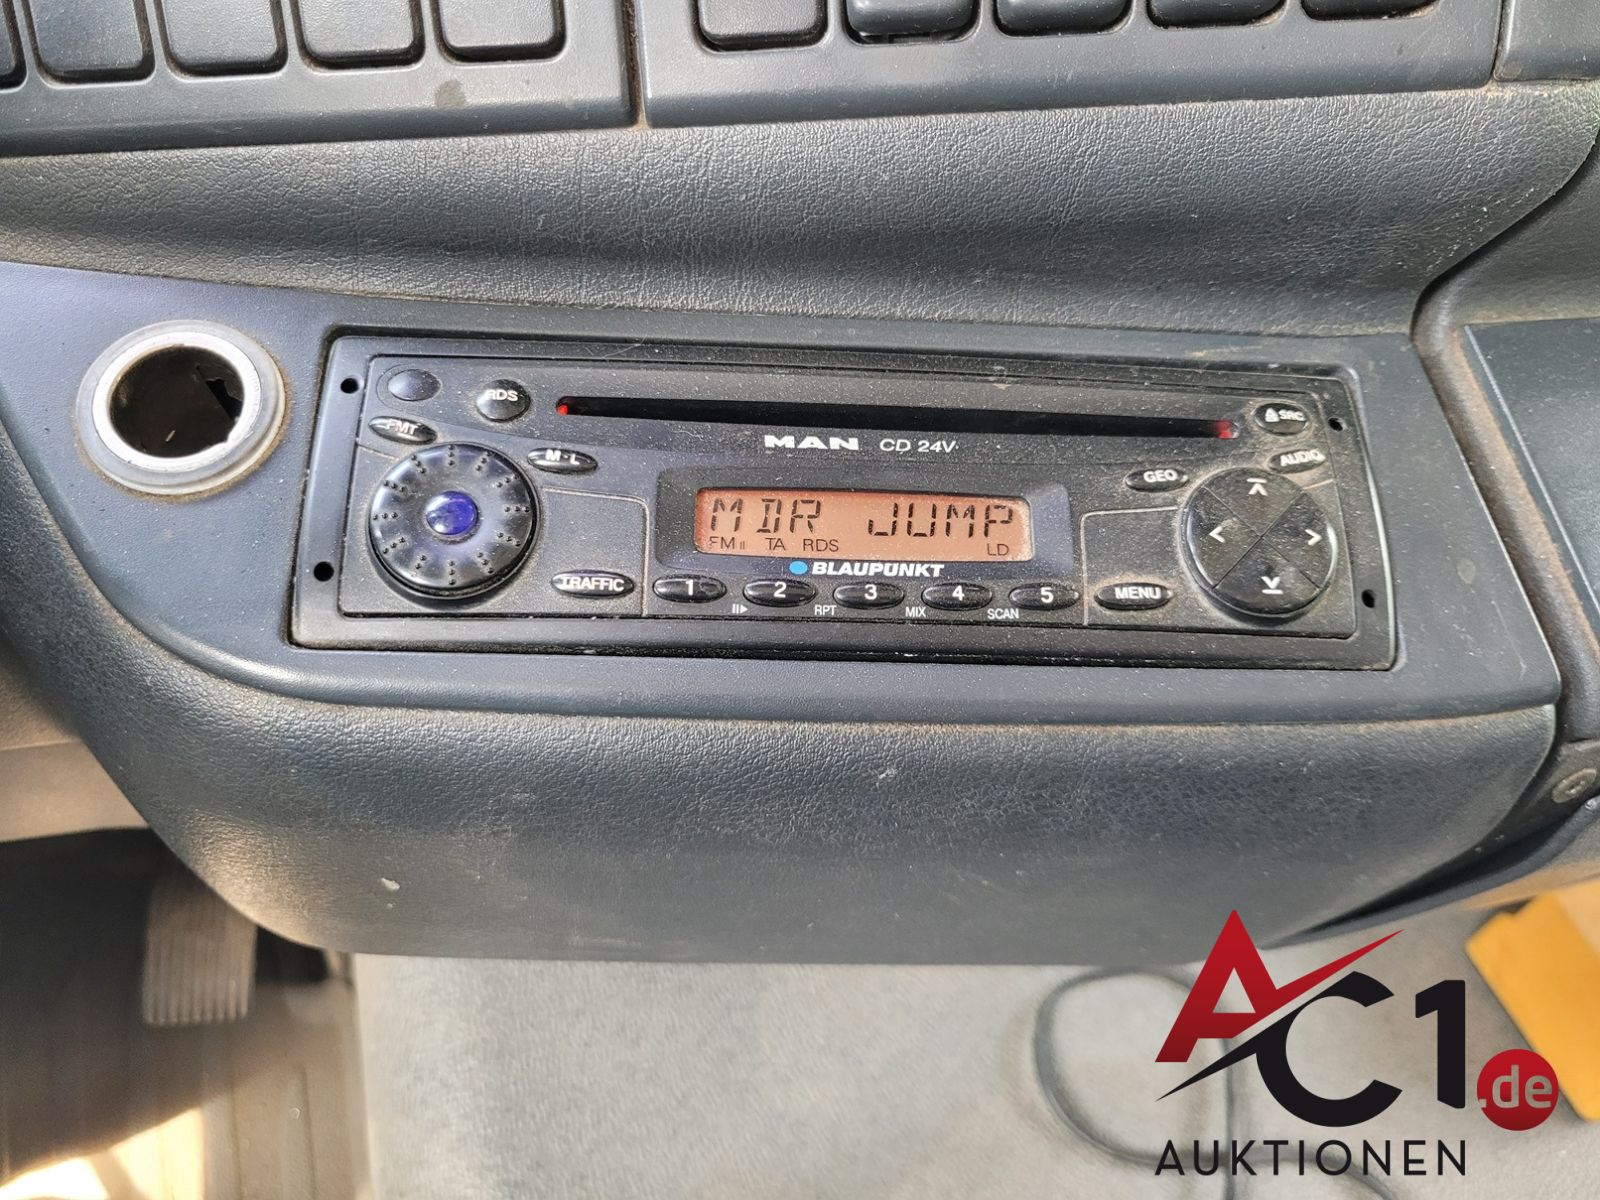 RDS
SRC
FMT
MAN CD 24V
M·L
AUDIO
GEO
MDR JUMP
FM II TA RDS LD
BLAUPUNKT
TRAFFIC
1 2 3 4 5
MENU
RPT MIX SCAN
AC1.de
AUKTIONEN